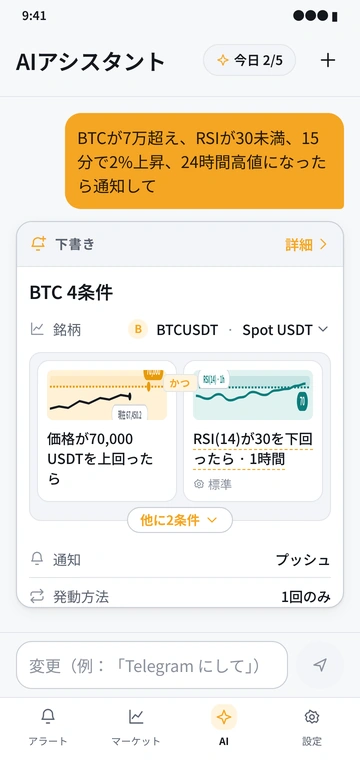 9:41
AIアシスタント
今日 2/5
BTCが7万超え、RSIが30未満、15
分で2%上昇、24時間高値になった
ら通知して
下書き
詳細
BTC 4条件
銘柄
B BTCUSDT · Spot USDT
70,000
現在 67,450.2
かつ
RSI(14)・1h
70
価格が70,000
USDTを上回った
ら
RSI(14)が30を下回
ったら・1時間
標準
他に2条件
通知
プッシュ
発動方法
1回のみ
変更（例：「Telegram にして」）
アラート
マーケット
AI
設定